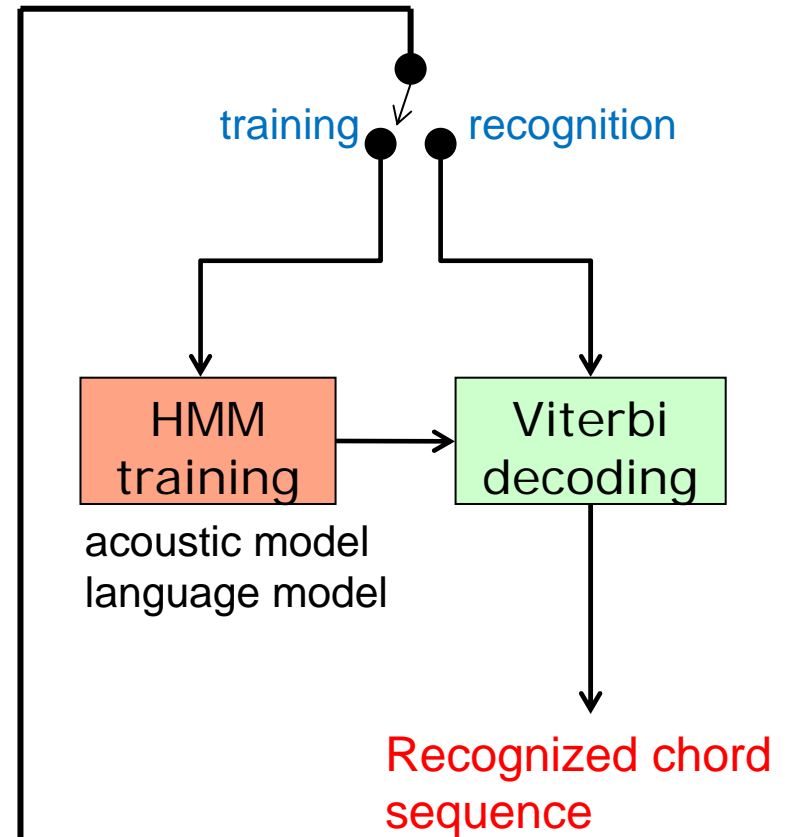 training
recognition
HMM
training
Viterbi
decoding
acoustic model
language model
Recognized chord
sequence